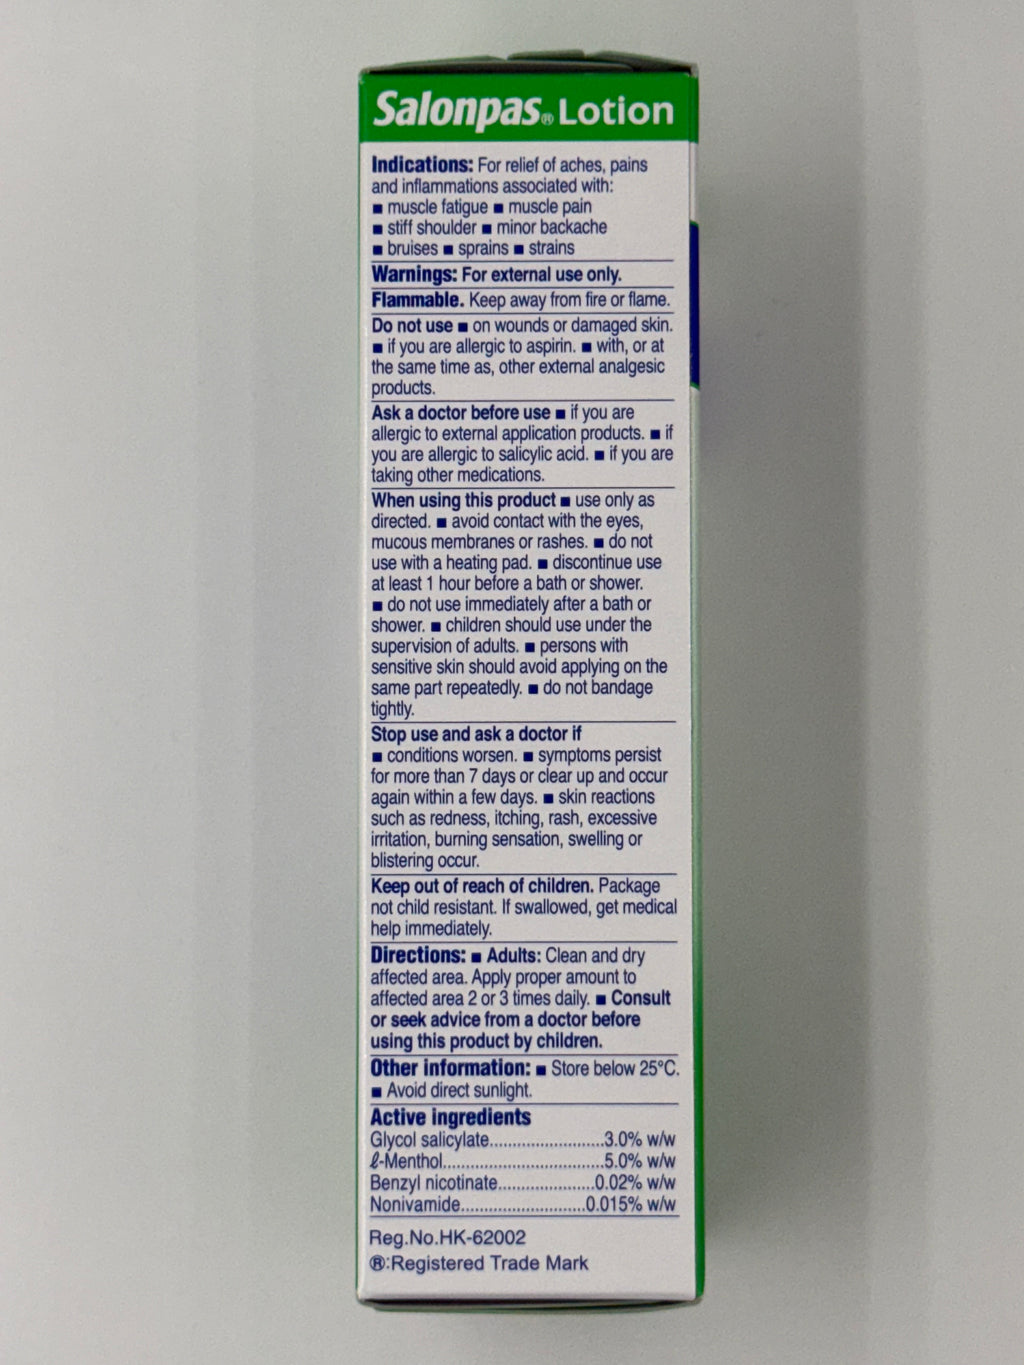 Salonpas® Lotion
Indications: For relief of aches, pains
and inflammations associated with:
■ muscle fatigue ■ muscle pain
■ stiff shoulder ■ minor backache
■ bruises ■ sprains ■ strains
Warnings: For external use only.
Flammable. Keep away from fire or flame.
Do not use ■ on wounds or damaged skin.
■ if you are allergic to aspirin. ■ with, or at
the same time as, other external analgesic
products.
Ask a doctor before use ■ if you are
allergic to external application products. ■ if
you are allergic to salicylic acid. ■ if you are
taking other medications.
When using this product ■ use only as
directed. ■ avoid contact with the eyes,
mucous membranes or rashes. ■ do not
use with a heating pad. ■ discontinue use
at least 1 hour before a bath or shower.
■ do not use immediately after a bath or
shower. ■ children should use under the
supervision of adults. ■ persons with
sensitive skin should avoid applying on the
same part repeatedly. ■ do not bandage
tightly.
Stop use and ask a doctor if
■ conditions worsen. ■ symptoms persist
for more than 7 days or clear up and occur
again within a few days. ■ skin reactions
such as redness, itching, rash, excessive
irritation, burning sensation, swelling or
blistering occur.
Keep out of reach of children. Package
not child resistant. If swallowed, get medical
help immediately.
Directions: ■ Adults: Clean and dry
affected area. Apply proper amount to
affected area 2 or 3 times daily. ■ Consult
or seek advice from a doctor before
using this product by children.
Other information: ■ Store below 25°C.
■ Avoid direct sunlight.
Active ingredients
Glycol salicylate........................3.0% w/w
ℓ-Menthol..................................5.0% w/w
Benzyl nicotinate....................0.02% w/w
Nonivamide..........................0.015% w/w
Reg.No.HK-62002
®:Registered Trade Mark